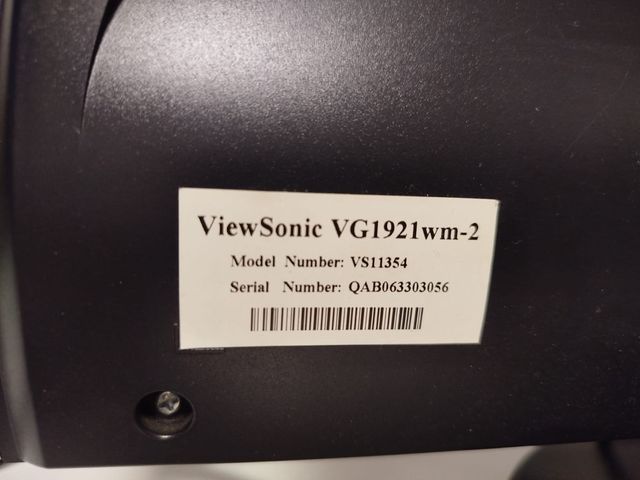 ViewSonic VG1921wm-2
Model Number: VS11354
Serial Number: QAB063303056